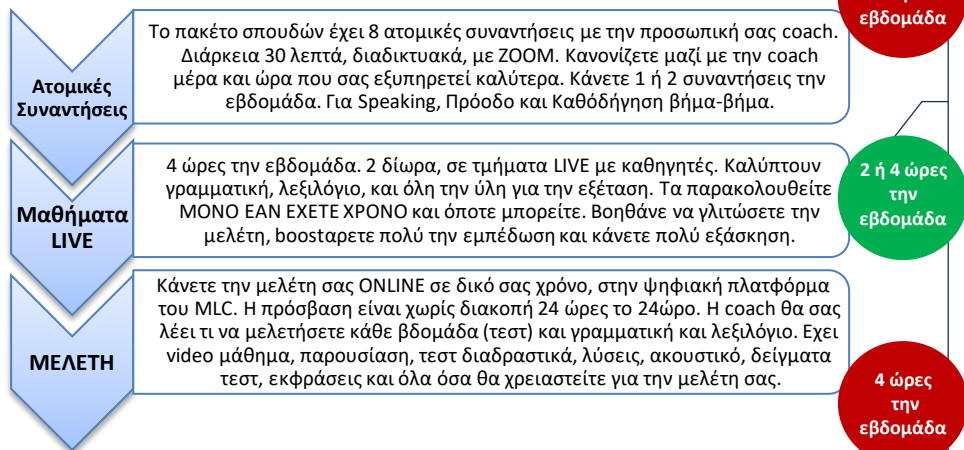 Ατομικές
Συναντήσεις
Το πακέτο σπουδών έχει 8 ατομικές συναντήσεις με την προσωπική σας coach.
Διάρκεια 30 λεπτά, διαδικτυακά, με ZOOM. Κανονίζετε μαζί με την coach
μέρα και ώρα που σας εξυπηρετεί καλύτερα. Κάνετε 1 ή 2 συναντήσεις την
εβδομάδα. Για Speaking, Πρόοδο και Καθόδήγηση βήμα-βήμα.
εβδομάδα
Μαθήματα
LIVE
4 ώρες την εβδομάδα. 2 δίωρα, σε τμήματα LIVE με καθηγητές. Καλύπτουν
γραμματική, λεξιλόγιο, και όλη την ύλη για την εξέταση. Τα παρακολουθείτε
ΜΟΝΟ ΕΑΝ ΕΧΕΤΕ ΧΡΟΝΟ και όποτε μπορείτε. Βοηθάνε να γλιτώσετε την
μελέτη, boostαρετε πολύ την εμπέδωση και κάνετε πολύ εξάσκηση.
2 ή 4 ώρες
την
εβδομάδα
ΜΕΛΕΤΗ
Κάνετε την μελέτη σας ONLINE σε δικό σας χρόνο, στην ψηφιακή πλατφόρμα
του MLC. Η πρόσβαση είναι χωρίς διακοπή 24 ώρες το 24ώρο. Η coach θα σας
λέει τι να μελετήσετε κάθε βδομάδα (τεστ) και γραμματική και λεξιλόγιο. Εχει
video μάθημα, παρουσίαση, τεστ διαδραστικά, λύσεις, ακουστικό, δείγματα
τεστ, εκφράσεις και όλα όσα θα χρειαστείτε για την μελέτη σας.
4 ώρες
την
εβδομάδα